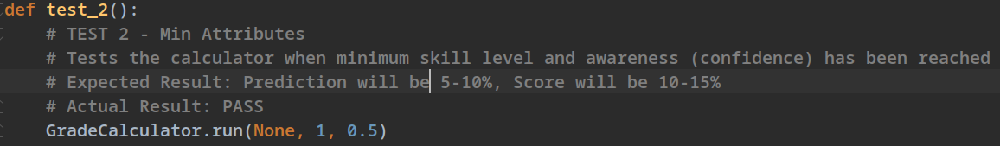 def test_2():
    # TEST 2 - Min Attributes
    # Tests the calculator when minimum skill level and awareness (confidence) has been reached
    # Expected Result: Prediction will be 5-10%, Score will be 10-15%
    # Actual Result: PASS
    GradeCalculator.run(None, 1, 0.5)